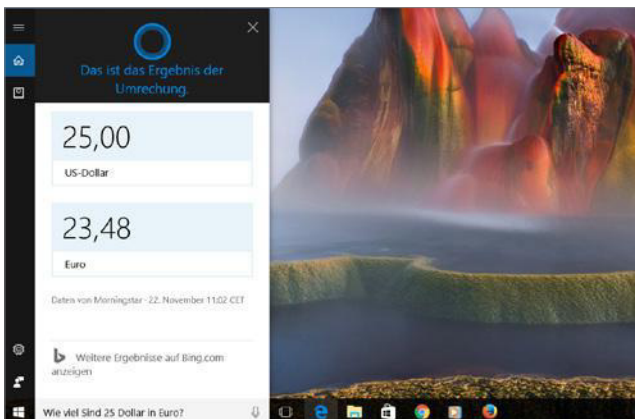 Das ist das Ergebnis der
Umrechung.
25,00
US-Dollar
23,48
Euro
Daten von Morningstar · 22. November 11:02 CET
Weitere Ergebnisse auf Bing.com
anzeigen
Wie viel Sind 25 Dollar in Euro?